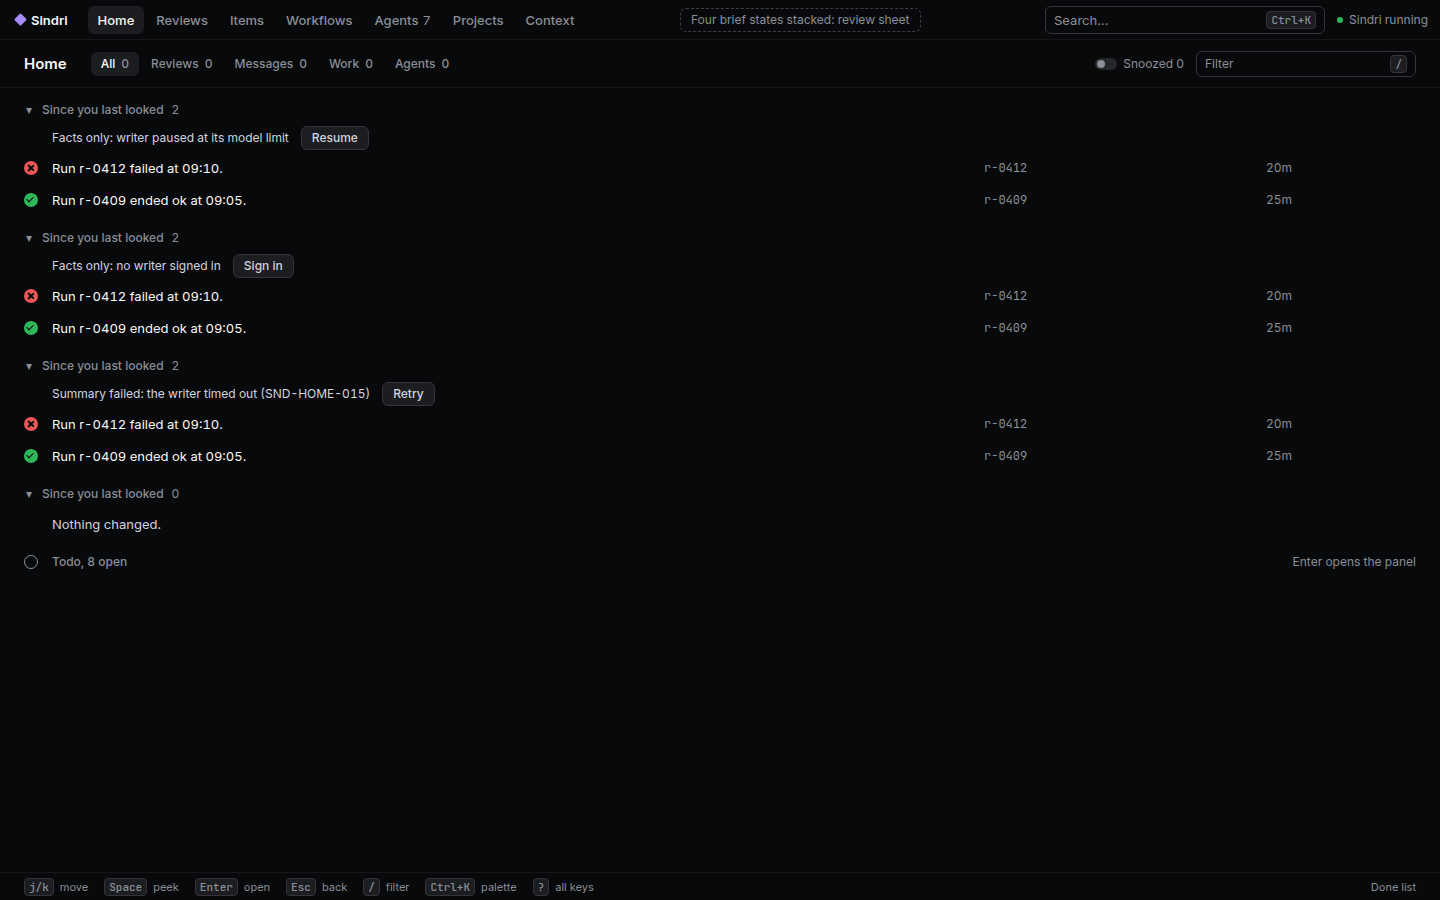 Sindri Home Reviews Items Workflows Agents 7 Projects Context Four brief states stacked: review sheet Search... Ctrl+K Sindri running
Home All 0 Reviews 0 Messages 0 Work 0 Agents 0 Snoozed 0 Filter /
Since you last looked 2
Facts only: writer paused at its model limit Resume
Run r-0412 failed at 09:10. r-0412 20m
Run r-0409 ended ok at 09:05. r-0409 25m
Since you last looked 2
Facts only: no writer signed in Sign in
Run r-0412 failed at 09:10. r-0412 20m
Run r-0409 ended ok at 09:05. r-0409 25m
Since you last looked 2
Summary failed: the writer timed out (SND-HOME-015) Retry
Run r-0412 failed at 09:10. r-0412 20m
Run r-0409 ended ok at 09:05. r-0409 25m
Since you last looked 0
Nothing changed.
Todo, 8 open Enter opens the panel
j/k move Space peek Enter open Esc back / filter Ctrl+K palette ? all keys Done list